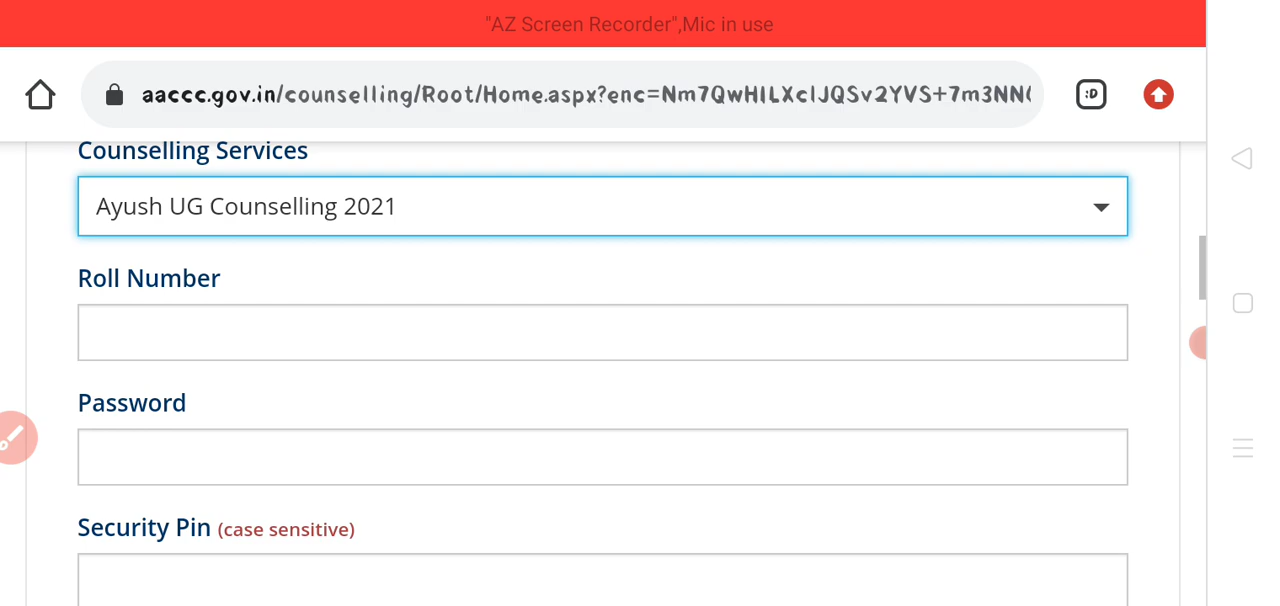 "AZ Screen Recorder",Mic in use
aaccc.gov.in/counselling/Root/Home.aspx?enc=Nm7QwHILXcIJQSv2YVS+7m3NN(
:D
Counselling Services
Ayush UG Counselling 2021
Roll Number
Password
Security Pin (case sensitive)